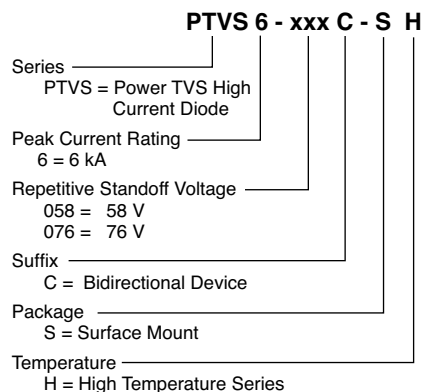 PTVS 6 - xxx C - S H
Series
PTVS = Power TVS High
Current Diode
Peak Current Rating
6 = 6 kA
Repetitive Standoff Voltage
058 = 58 V
076 = 76 V
Suffix
C = Bidirectional Device
Package
S = Surface Mount
Temperature
H = High Temperature Series